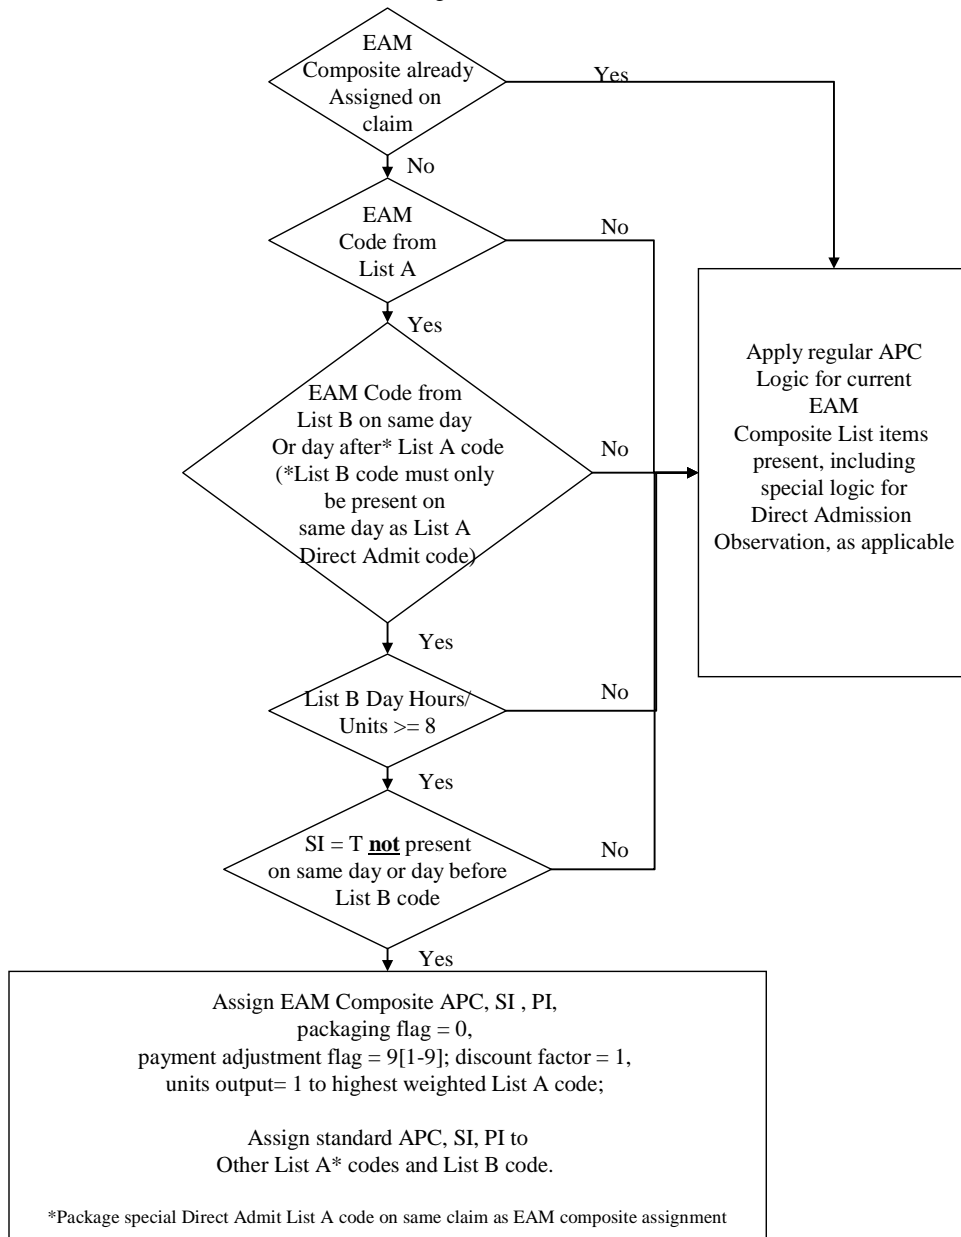 EAM
Composite already
Assigned on
claim
Yes
No
EAM
Code from
List A
No
Yes
EAM Code from
List B on same day
Or day after* List A code
(*List B code must only
be present on
same day as List A
Direct Admit code)
No
Apply regular APC
Logic for current
EAM
Composite List items
present, including
special logic for
Direct Admission
Observation, as applicable
Yes
List B Day Hours/
Units >= 8
No
Yes
SI = T not present
on same day or day before
List B code
No
Yes
Assign EAM Composite APC, SI , PI,
packaging flag = 0,
payment adjustment flag = 9[1-9]; discount factor = 1,
units output= 1 to highest weighted List A code;
Assign standard APC, SI, PI to
Other List A* codes and List B code.
*Package special Direct Admit List A code on same claim as EAM composite assignment